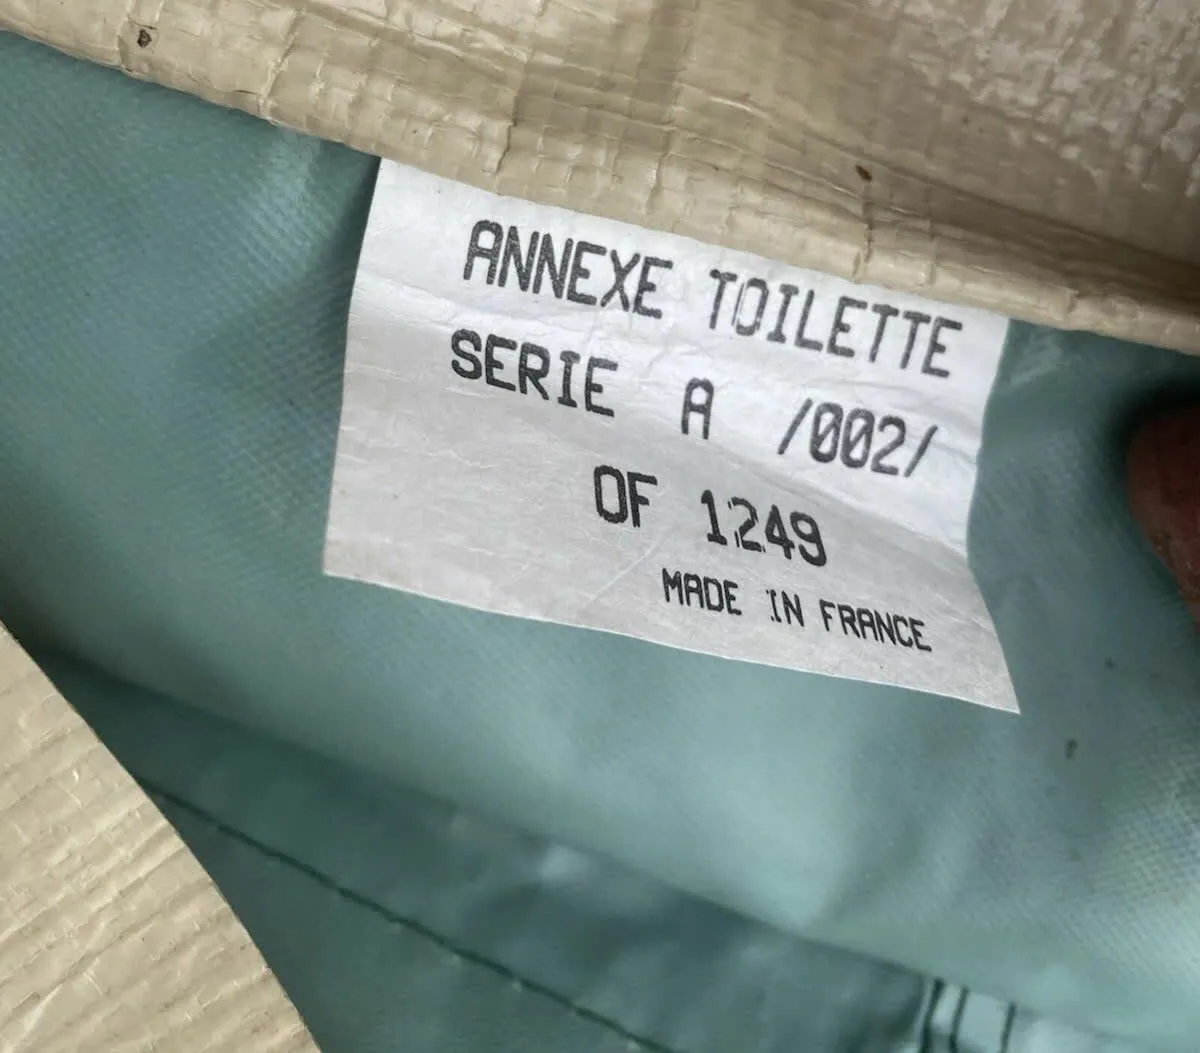 ANNEXE TOILETTE
SERIE A /002/
OF 1249
MADE IN FRANCE